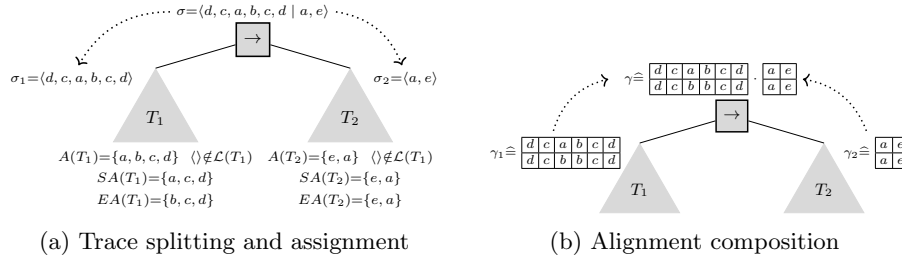 σ=⟨d, c, a, b, c, d | a, e⟩
→
σ₁=⟨d, c, a, b, c, d⟩
σ₂=⟨a, e⟩
T₁
T₂
A(T₁)={a, b, c, d} ⟨⟩∉L(T₁)
SA(T₁)={a, c, d}
EA(T₁)={b, c, d}
A(T₂)={e, a} ⟨⟩∉L(T₂)
SA(T₂)={e, a}
EA(T₂)={e, a}
(a) Trace splitting and assignment
γ≙ d c a b c d · a e
d c b b c d a e
→
γ₁≙ d c a b c d
d c b b c d
γ₂≙ a e
a e
T₁
T₂
(b) Alignment composition